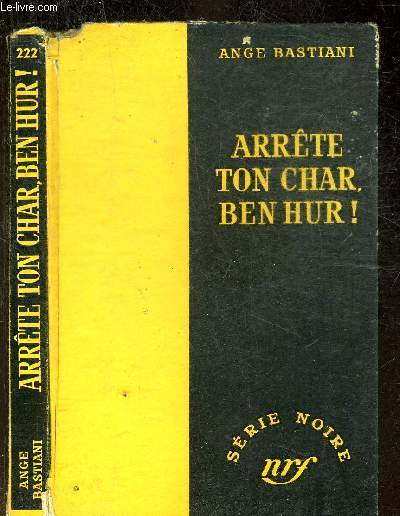 Le-livre.com
222
ARRÊTE TON CHAR, BEN HUR !
ANGE
BASTIANI
ANGE BASTIANI
ARRÊTE
TON CHAR,
BEN HUR !
SÉRIE NOIRE
nrf